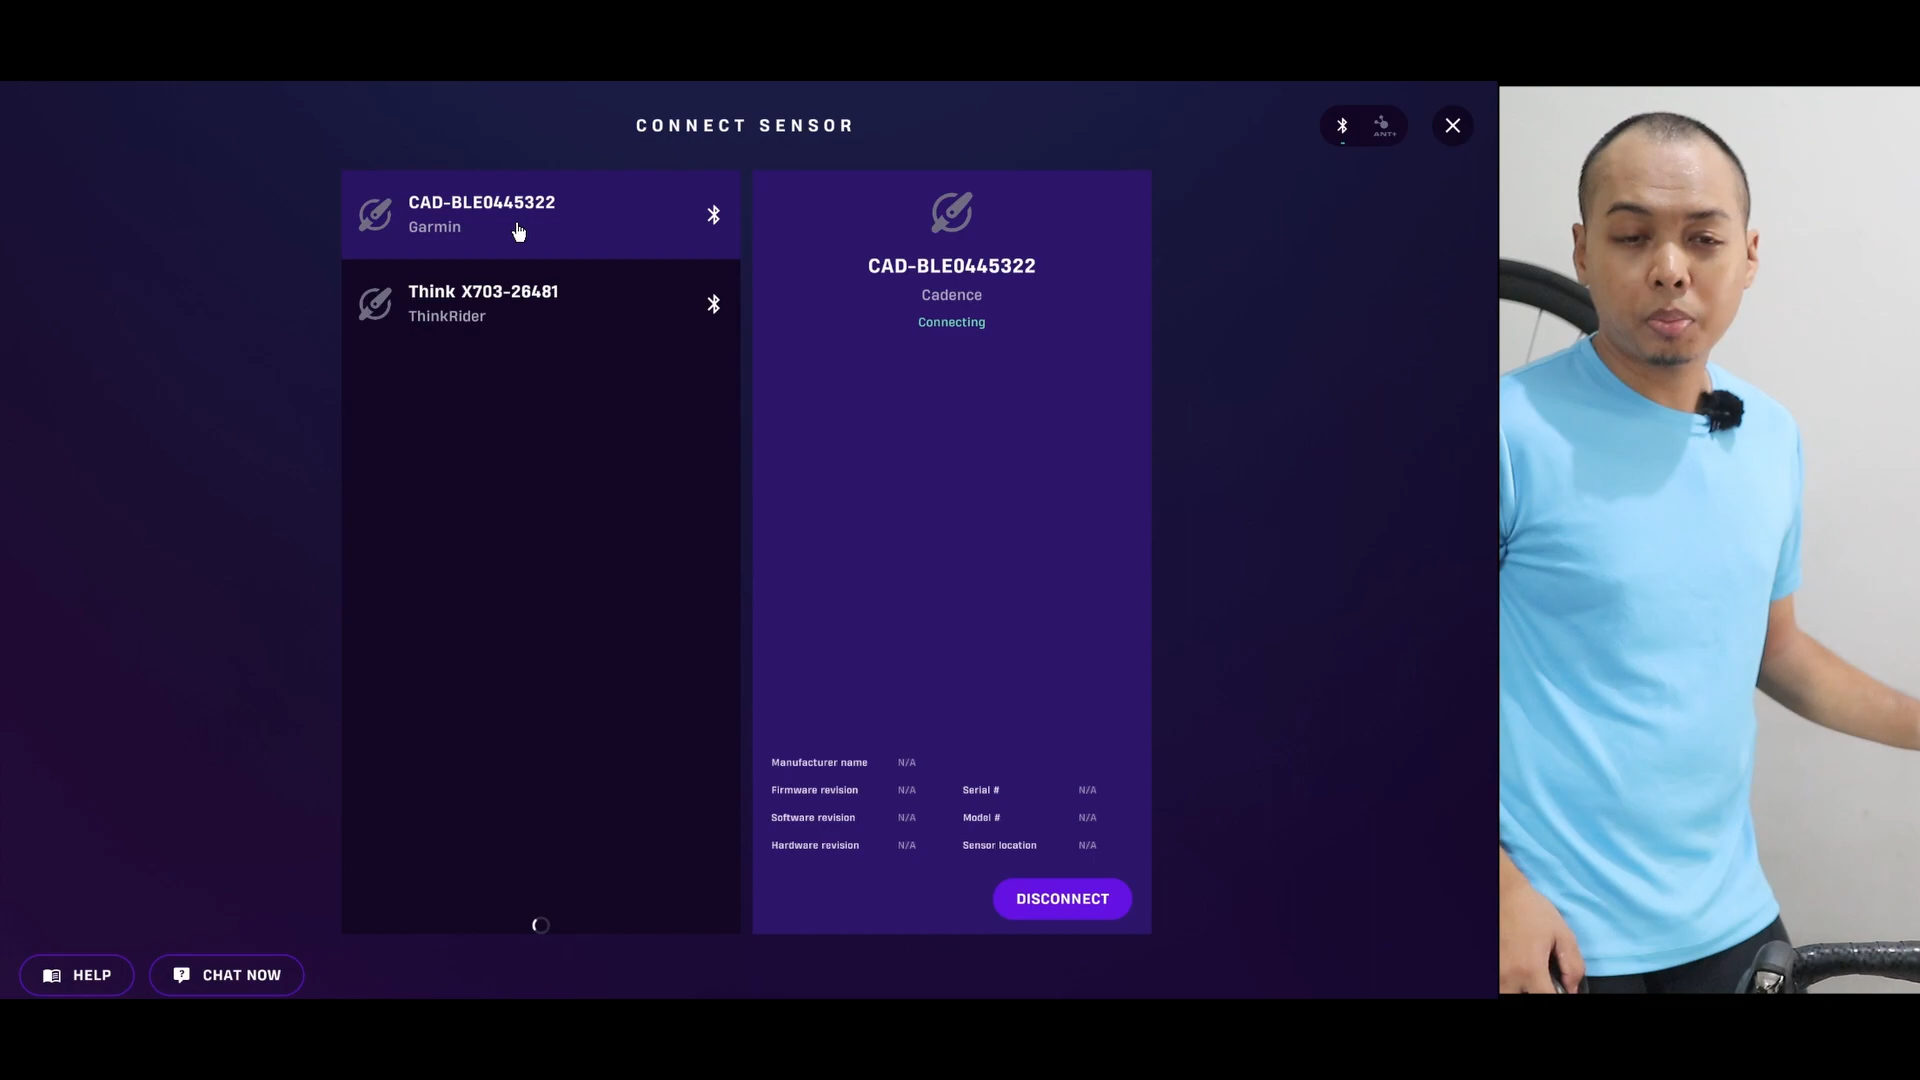 CONNECT SENSOR
ANT+
CAD-BLE0445322
Garmin
Think X703-26481
ThinkRider
CAD-BLE0445322
Cadence
Connecting
Manufacturer name N/A
Firmware revision N/A Serial # N/A
Software revision N/A Model # N/A
Hardware revision N/A Sensor location N/A
DISCONNECT
HELP
CHAT NOW